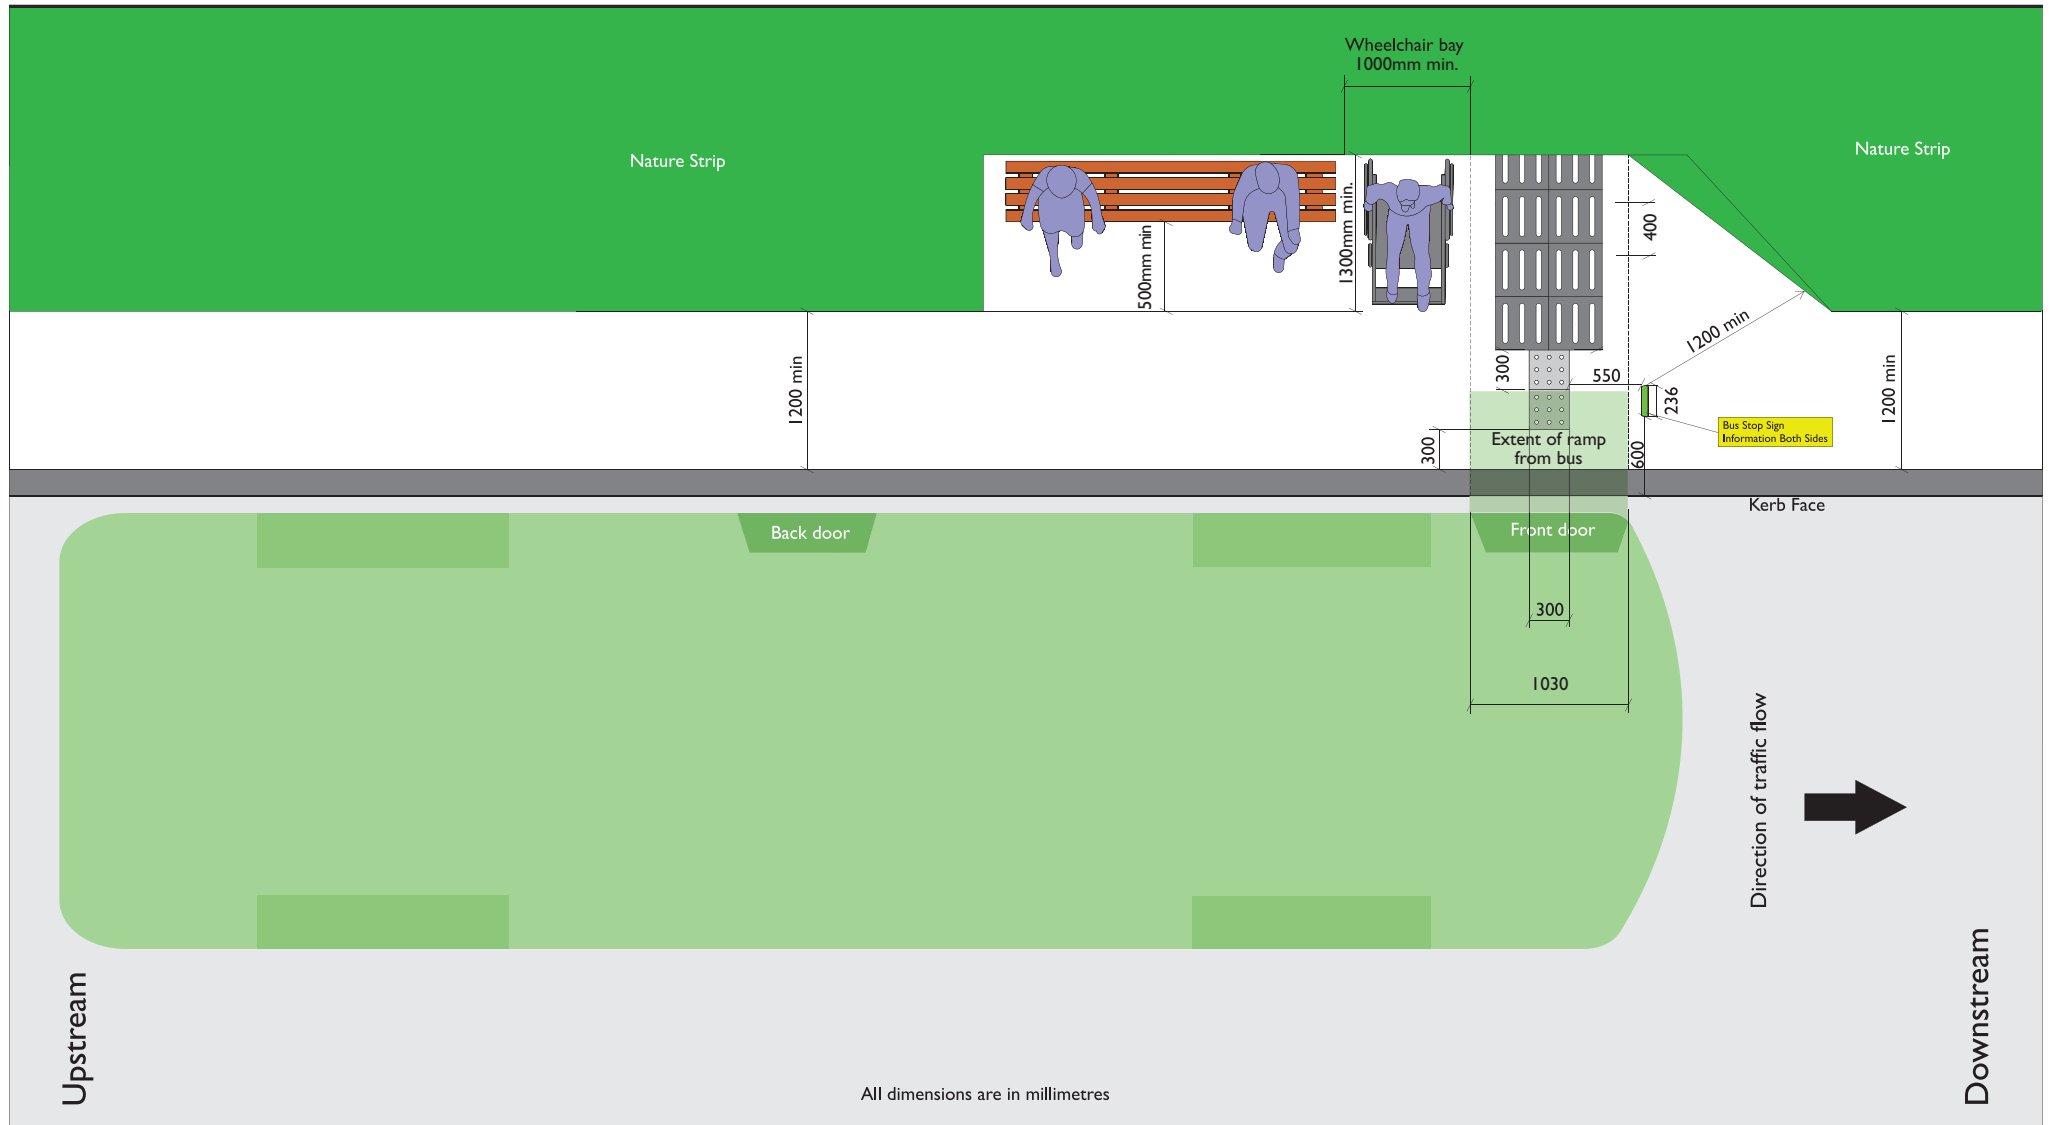 Wheelchair bay
1000mm min.
Nature Strip
Nature Strip
500mm min
1300mm min.
400
1200 min
1200 min
300
550
236
1200 min
Bus Stop Sign
Information Both Sides
300
Extent of ramp
from bus
600
Kerb Face
Back door
Front door
300
1030
Direction of traffic flow
Upstream
Downstream
All dimensions are in millimetres